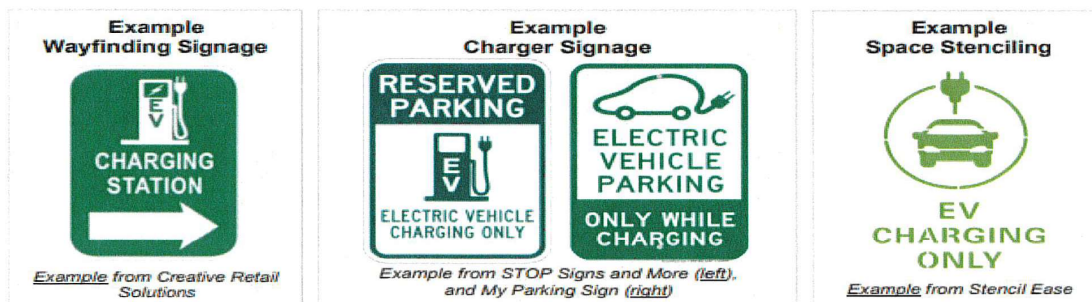 Example
Wayfinding Signage
EV
CHARGING
STATION
Example from Creative Retail
Solutions
Example
Charger Signage
RESERVED
PARKING
EV
ELECTRIC VEHICLE
CHARGING ONLY
ELECTRIC
VEHICLE
PARKING
ONLY WHILE
CHARGING
Example from STOP Signs and More (left),
and My Parking Sign (right)
Example
Space Stenciling
EV
CHARGING
ONLY
Example from Stencil Ease